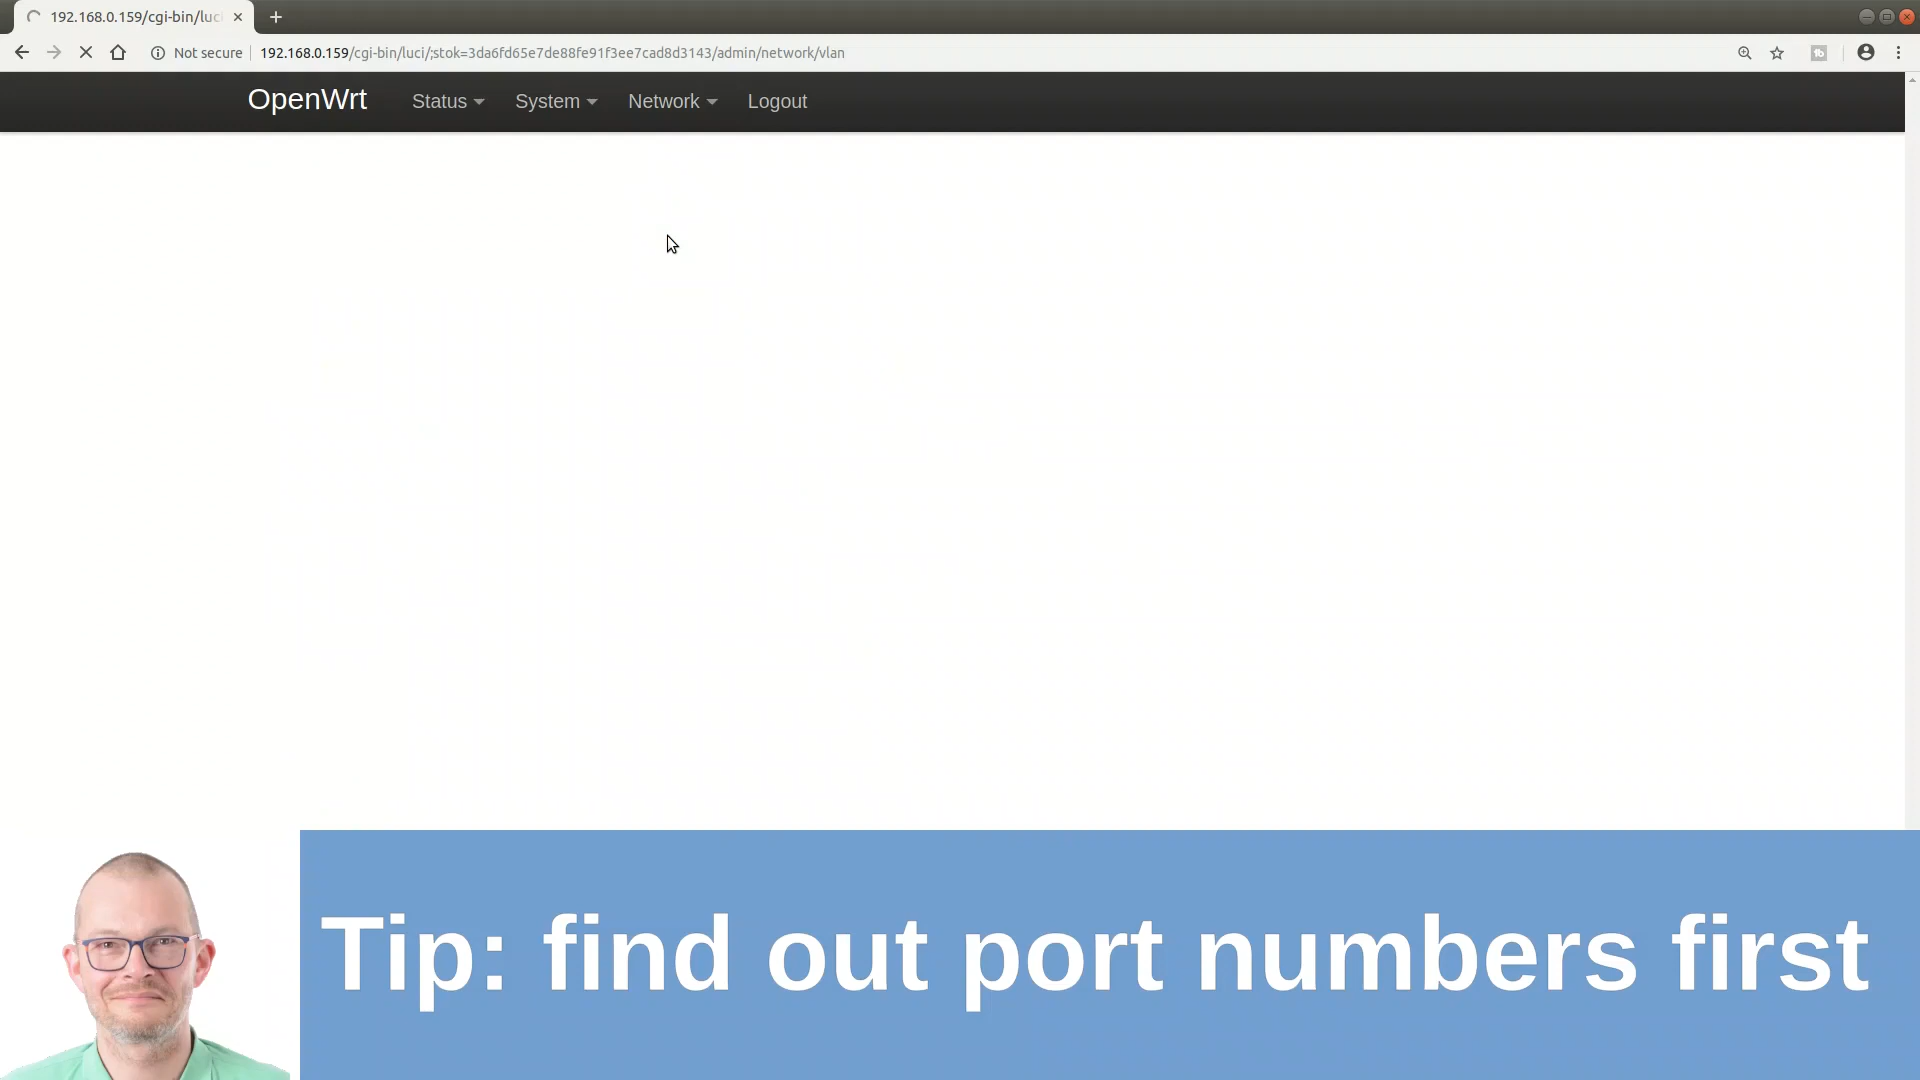 192.168.0.159/cgi-bin/luc
Not secure
192.168.0.159/cgi-bin/luci/;stok=3da6fd65e7de88fe91f3ee7cad8d3143/admin/network/vlan
OpenWrt
Status
System
Network
Logout
Tip: find out port numbers first